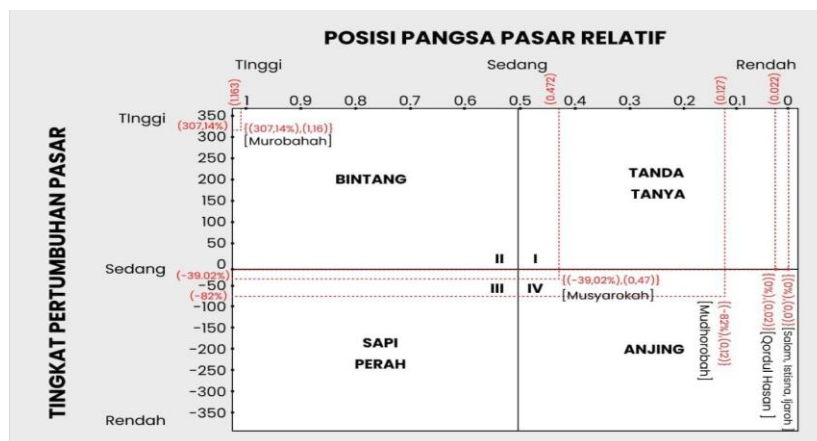 POSISI PANGSA PASAR RELATIF
TInggi
Sedang
Rendah
(1,163)
(0.472)
(0.127)
(0.022)
1
0,9
0,8
0,7
0,6
0,5
0,4
0,3
0,2
0,1
0
TINGKAT PERTUMBUHAN PASAR
TInggi
Sedang
Rendah
350
(307,14%)
300
250
200
150
100
50
0
(-39.02%)
-50
(-82%)
-100
-150
-200
-250
-300
-350
{(307,14%),(1,16)}
[Murobahah]
BINTANG
TANDA
TANYA
II
I
III
IV
{(-39,02%),(0,47)}
[Musyarokah]
SAPI
PERAH
ANJING
{(-82%),(0,12)}
[Mudhorobah]
{(0%),(0,02)}
[Qordul Hasan ]
{(0%),(0,0)}
[Salam, Istisna, Ijaroh ]